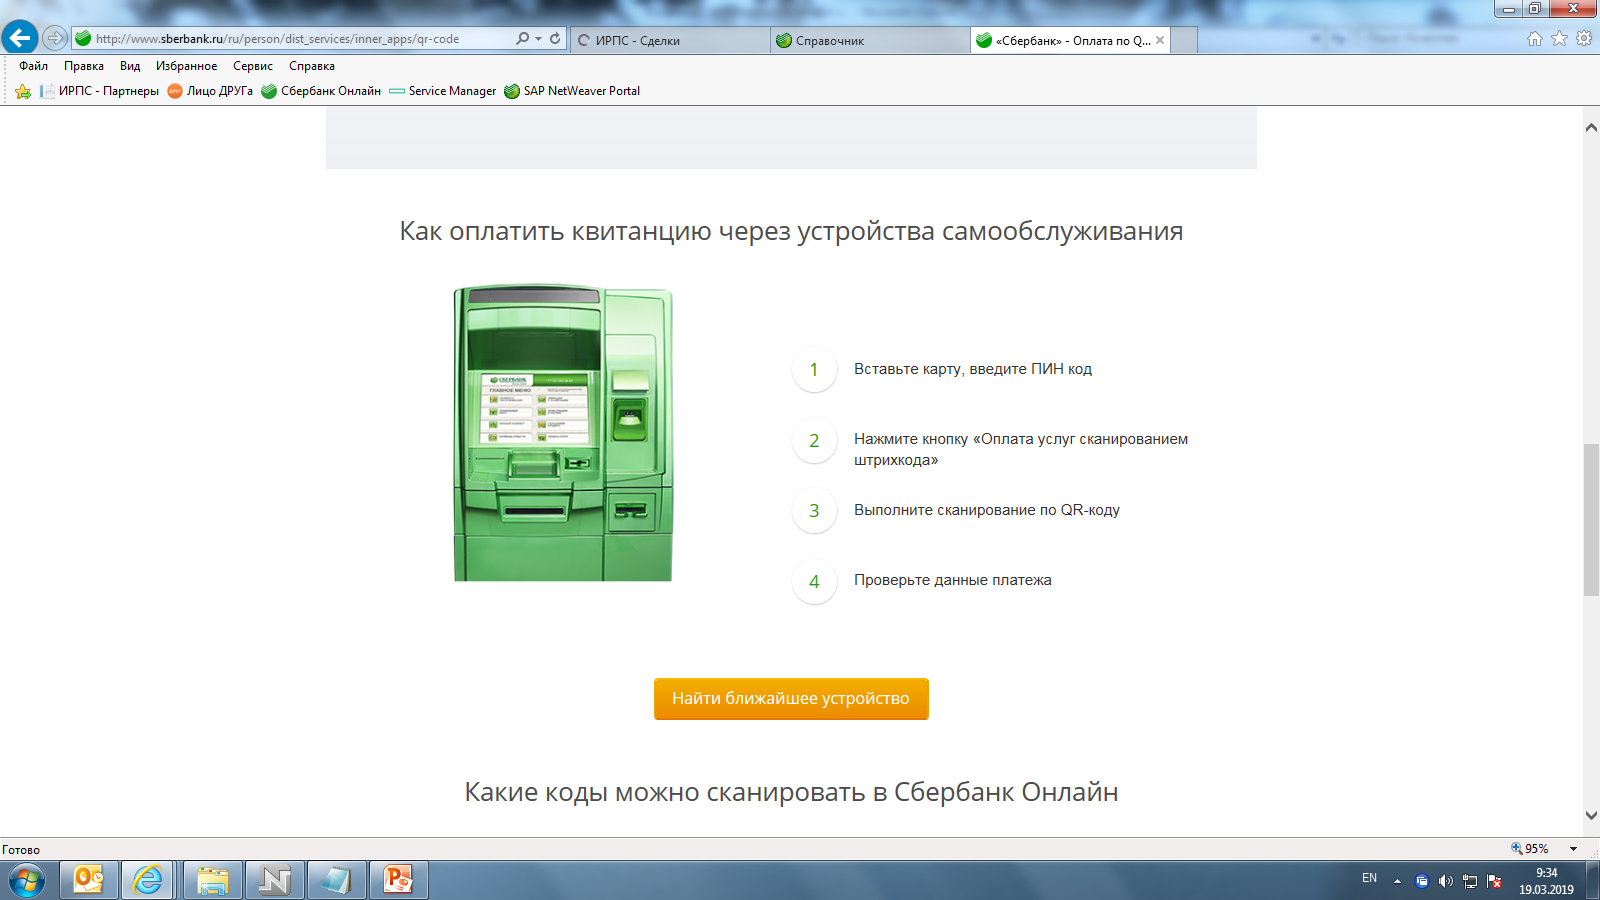 http://www.sberbank.ru/ru/person/dist_services/inner_apps/qr-code
ИРПС - Сделки
Справочник
«Сбербанк» - Оплата по Q...
Файл Правка Вид Избранное Сервис Справка
ИРПС - Партнеры Лицо ДРУГа Сбербанк Онлайн Service Manager SAP NetWeaver Portal
Как оплатить квитанцию через устройства самообслуживания
СБЕРБАНК
ГЛАВНОЕ МЕНЮ
1 Вставьте карту, введите ПИН код
2 Нажмите кнопку «Оплата услуг сканированием
штрихкода»
3 Выполните сканирование по QR-коду
4 Проверьте данные платежа
Найти ближайшее устройство
Какие коды можно сканировать в Сбербанк Онлайн
Готово
95%
EN
9:34
19.03.2019